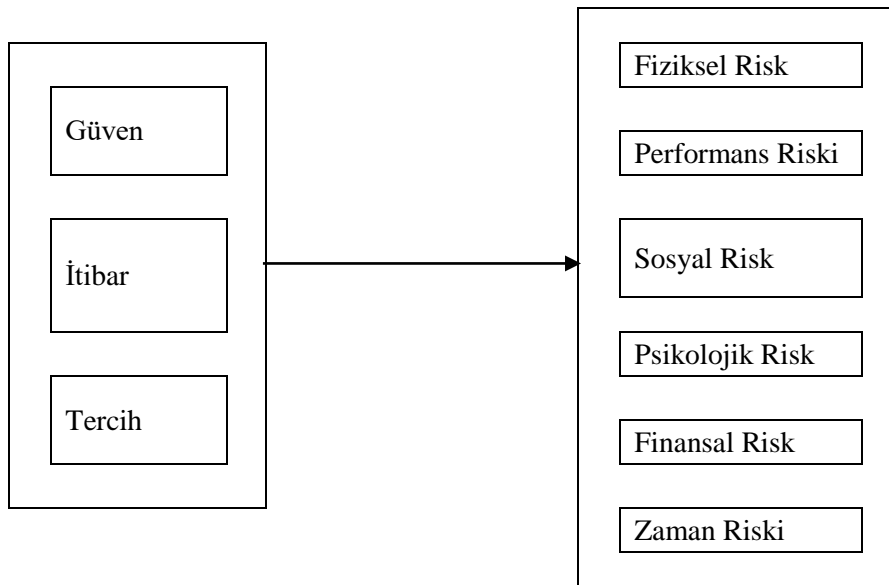 Güven
İtibar
Tercih
Fiziksel Risk
Performans Riski
Sosyal Risk
Psikolojik Risk
Finansal Risk
Zaman Riski